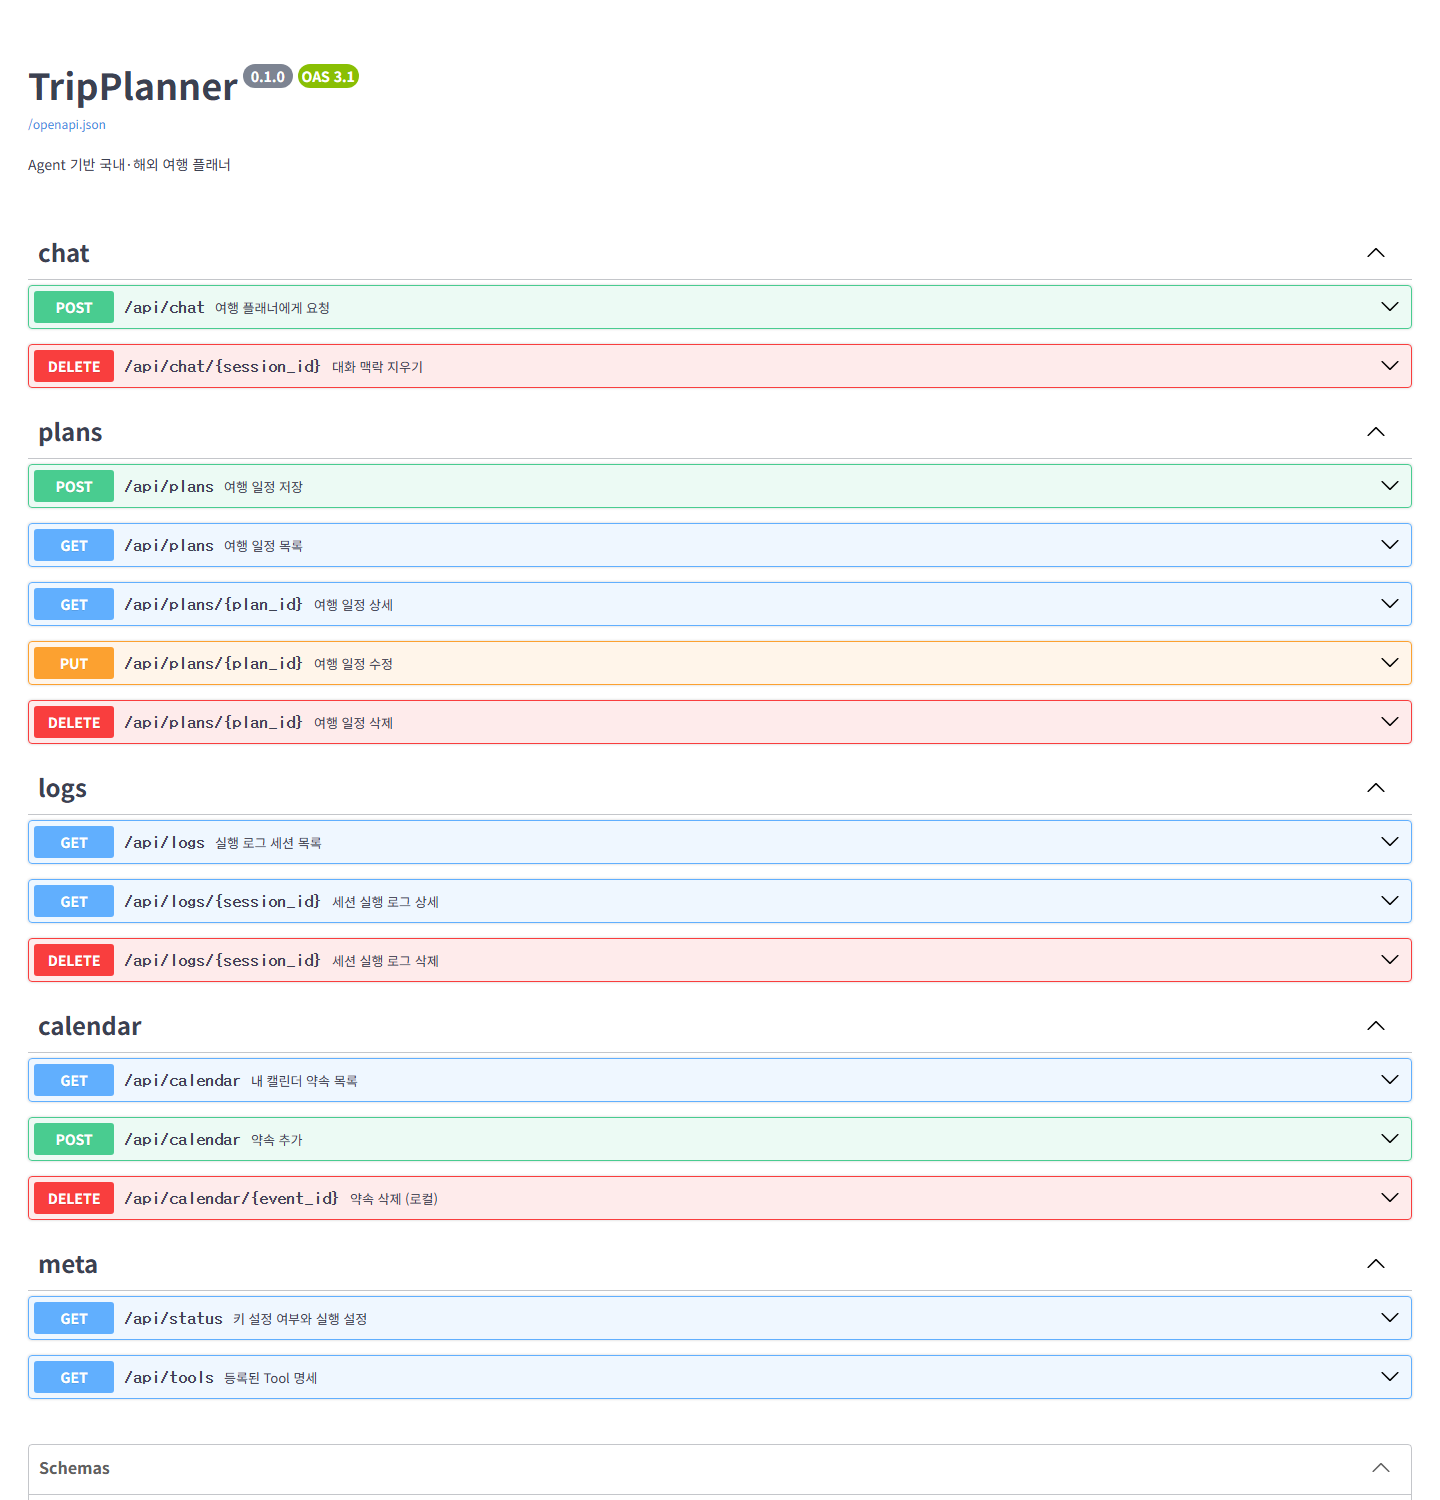 TripPlanner 0.1.0 OAS 3.1
/openapi.json
Agent 기반 국내·해외 여행 플래너
chat
POST /api/chat 여행 플래너에게 요청
DELETE /api/chat/{session_id} 대화 맥락 지우기
plans
POST /api/plans 여행 일정 저장
GET /api/plans 여행 일정 목록
GET /api/plans/{plan_id} 여행 일정 상세
PUT /api/plans/{plan_id} 여행 일정 수정
DELETE /api/plans/{plan_id} 여행 일정 삭제
logs
GET /api/logs 실행 로그 세션 목록
GET /api/logs/{session_id} 세션 실행 로그 상세
DELETE /api/logs/{session_id} 세션 실행 로그 삭제
calendar
GET /api/calendar 내 캘린더 약속 목록
POST /api/calendar 약속 추가
DELETE /api/calendar/{event_id} 약속 삭제 (로컬)
meta
GET /api/status 키 설정 여부와 실행 설정
GET /api/tools 등록된 Tool 명세
Schemas